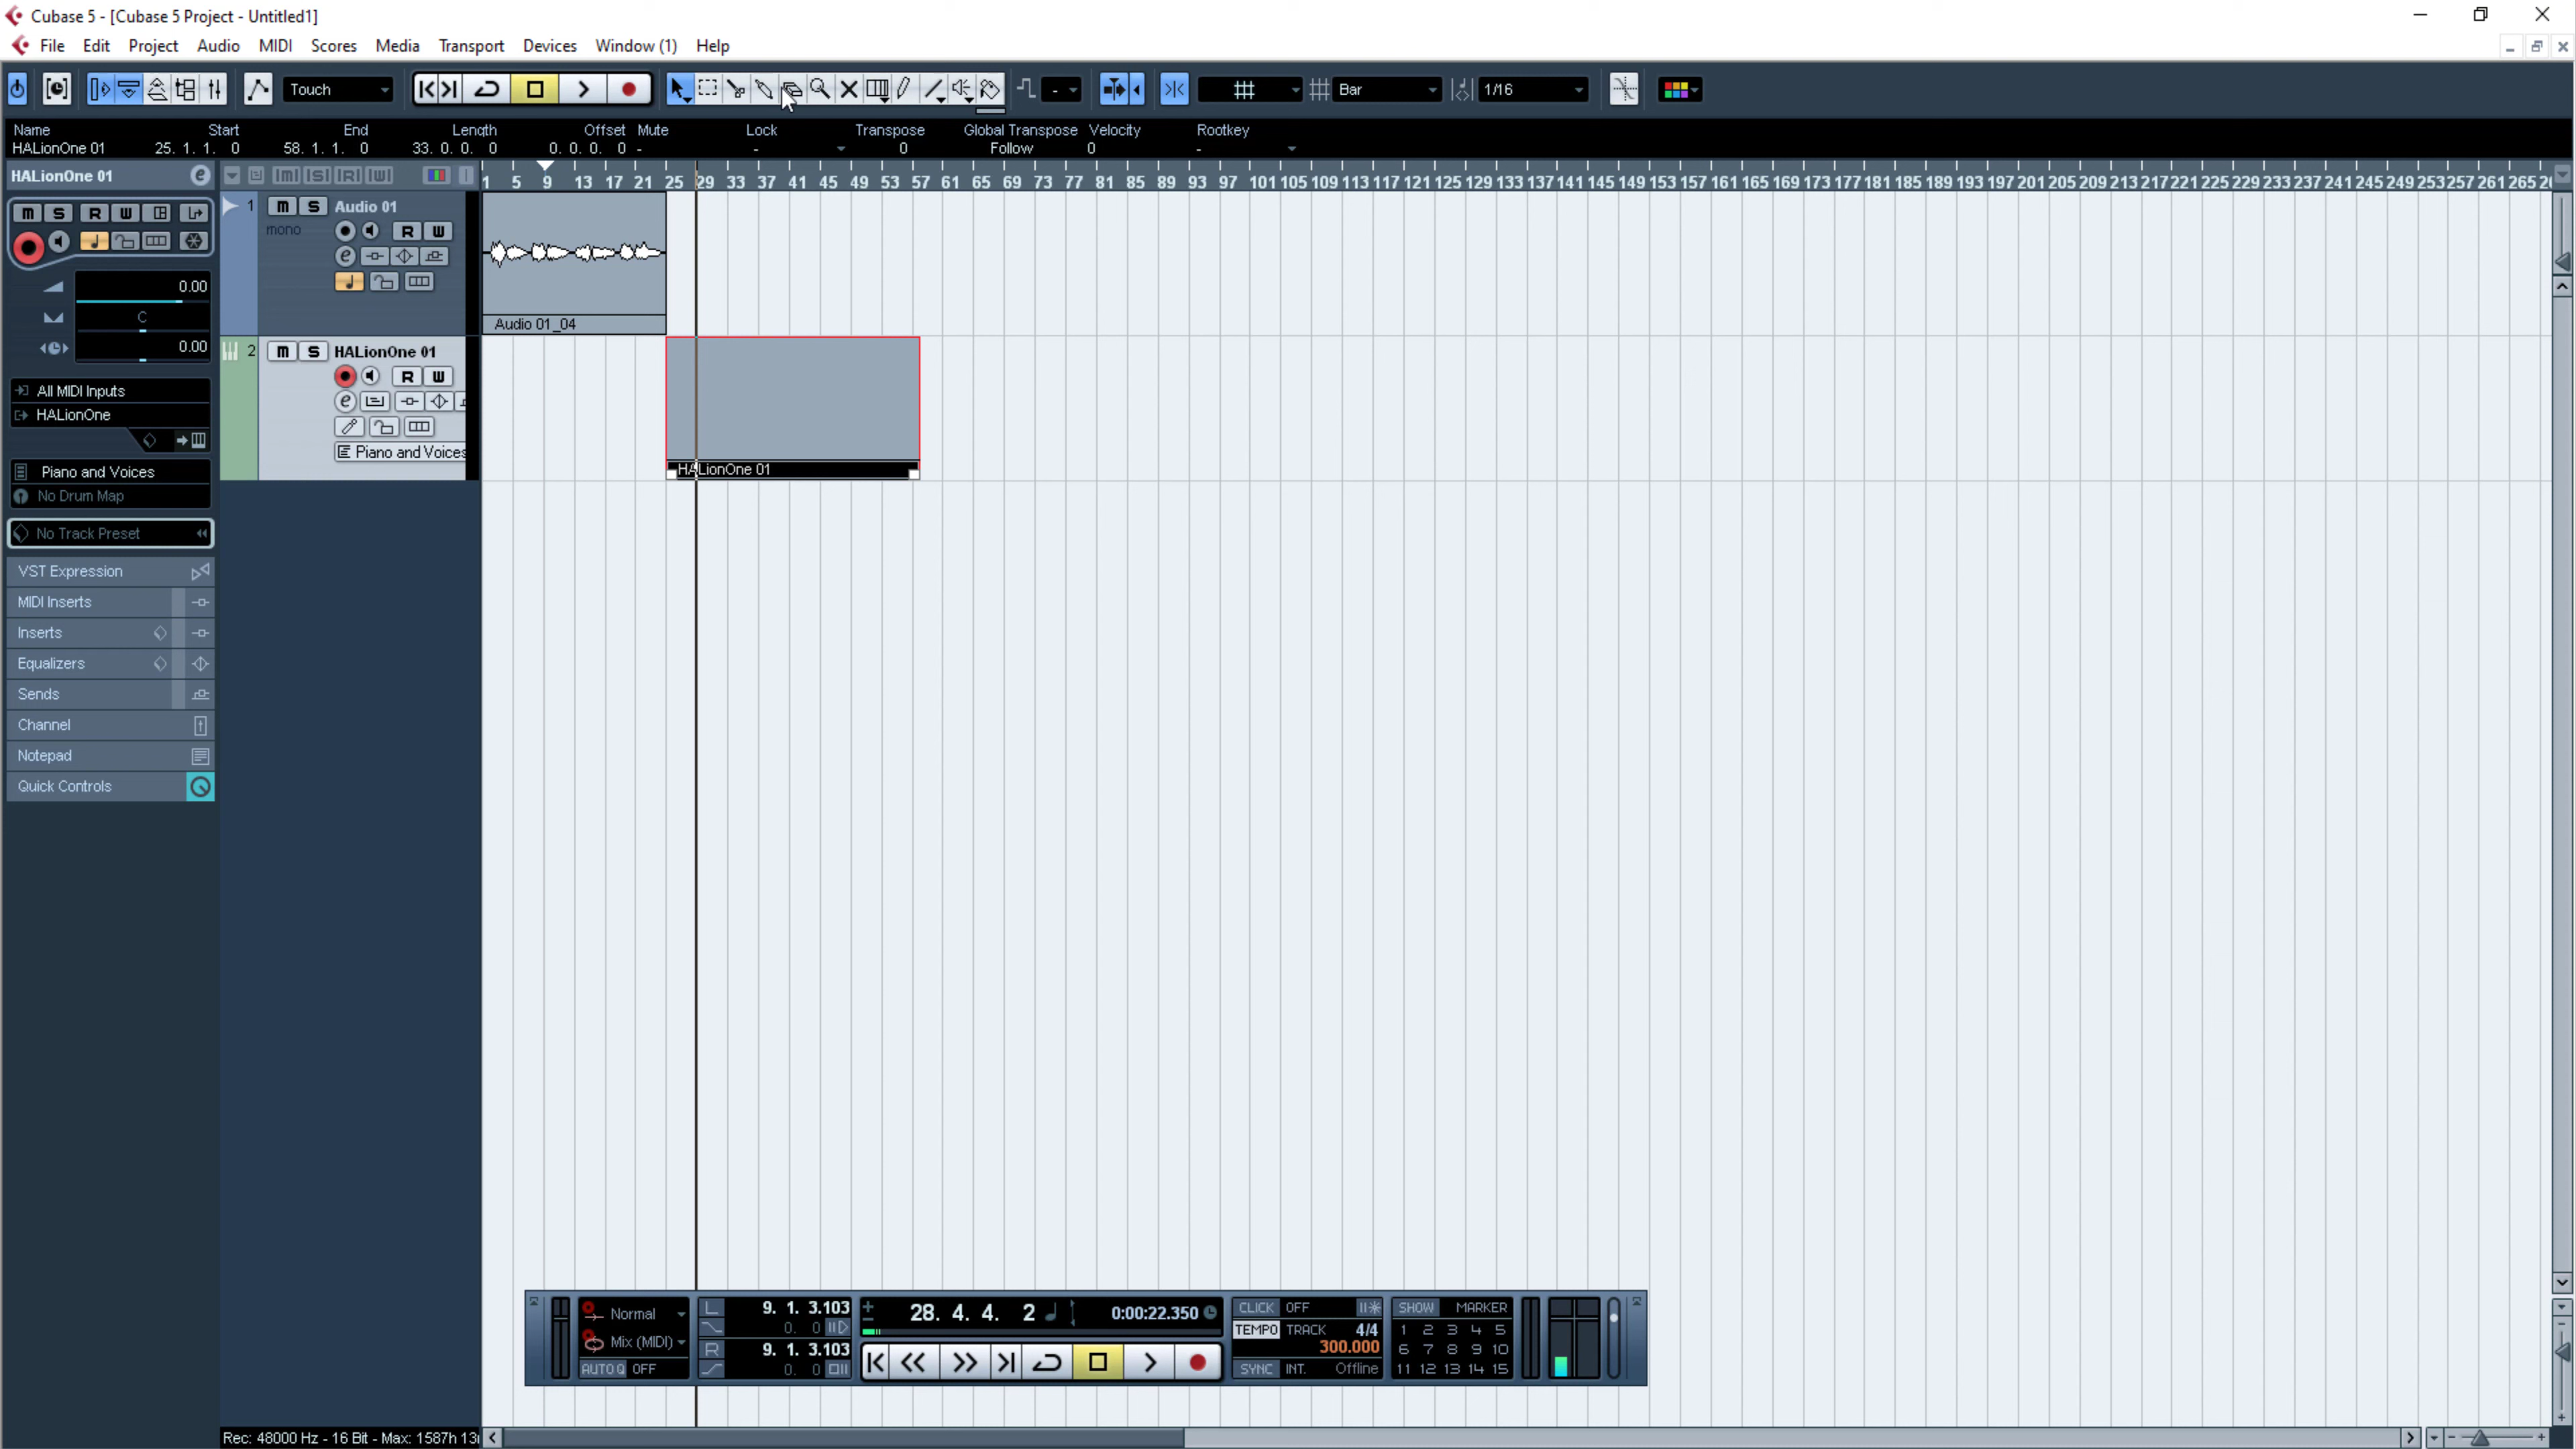 Cubase 5 - [Cubase 5 Project - Untitled1]
File Edit Project Audio MIDI Scores Media Transport Devices Window (1) Help
Touch Bar 1/16
Name Start End Length Offset Mute Lock Transpose Global Transpose Velocity Rootkey
HALionOne 01 25. 1. 1. 0 58. 1. 1. 0 33. 0. 0. 0 0. 0. 0. 0 - - 0 Follow 0 -
HALionOne 01
1 5 9 13 17 21 25 29 33 37 41 45 49 53 57 61 65 69 73 77 81 85 89 93 97 101 105 109 113 117 121 125 129 133 137 141 145 149 153 157 161 165 169 173 177 181 185 189 193 197 201 205 209 213 217 221 225 229 233 237 241 245 249 253 257 261 265
M S R W
0.00
C
0.00
All MIDI Inputs
HALionOne
Piano and Voices
No Drum Map
No Track Preset
VST Expression
MIDI Inserts
Inserts
Equalizers
Sends
Channel
Notepad
Quick Controls
1 M S Audio 01
mono R W
Audio 01_04
2 M S HALionOne 01
R W
Piano and Voices
HALionOne 01
Normal
Mix (MIDI)
AUTO Q OFF
L 9. 1. 3.103
0. 0
R 9. 1. 3.103
0. 0
28. 4. 4. 2 0:00:22.350
CLICK OFF
TEMPO TRACK 4/4
300.000
SYNC INT. Offline
SHOW MARKER
1 2 3 4 5
6 7 8 9 10
11 12 13 14 15
Rec: 48000 Hz - 16 Bit - Max: 1587h